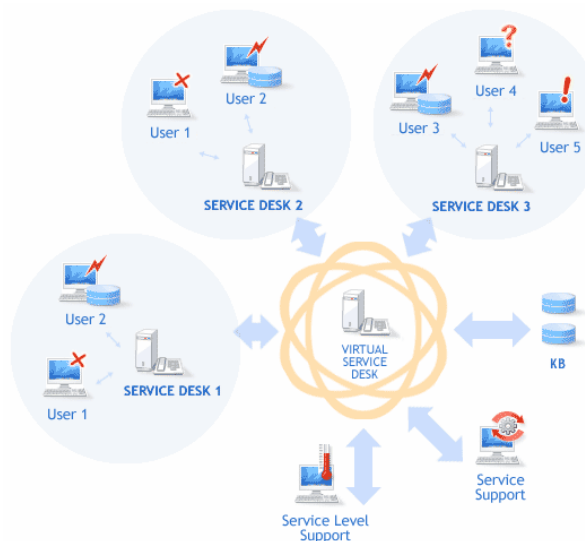 User 2
User 1
SERVICE DESK 2
User 4
User 3
User 5
SERVICE DESK 3
User 2
User 1
SERVICE DESK 1
VIRTUAL
SERVICE
DESK
KB
Service
Support
Service Level
Support